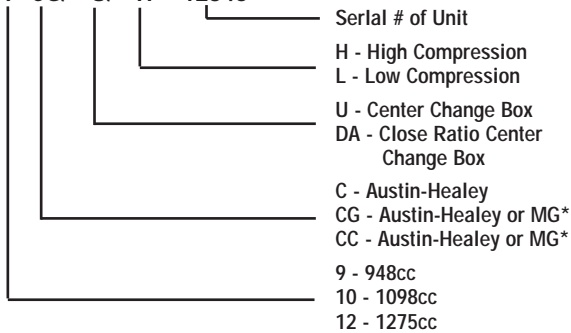 Serial # of Unit
H - High Compression
L - Low Compression
U - Center Change Box
DA - Close Ratio Center
Change Box
C - Austin-Healey
CG - Austin-Healey or MG*
CC - Austin-Healey or MG*
9 - 948cc
10 - 1098cc
12 - 1275cc